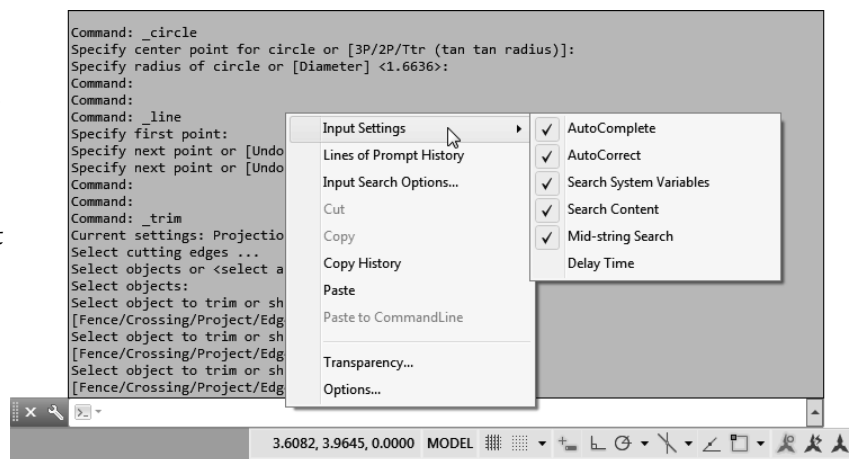 Command: _circle
Specify center point for circle or [3P/2P/Ttr (tan tan radius)]:
Specify radius of circle or [Diameter] <1.6636>:
Command:
Command:
Command: _line
Specify first point:
Specify next point or [Undo
Specify next point or [Undo
Command:
Command:
Command: _trim
Current settings: Projectio
Select cutting edges ...
Select objects or <select a
Select objects:
Select object to trim or sh
[Fence/Crossing/Project/Edg
Select object to trim or sh
[Fence/Crossing/Project/Edg
Select object to trim or sh
[Fence/Crossing/Project/Edg
Input Settings
Lines of Prompt History
Input Search Options...
Cut
Copy
Copy History
Paste
Paste to CommandLine
Transparency...
Options...
AutoComplete
AutoCorrect
Search System Variables
Search Content
Mid-string Search
Delay Time
3.6082, 3.9645, 0.0000 MODEL